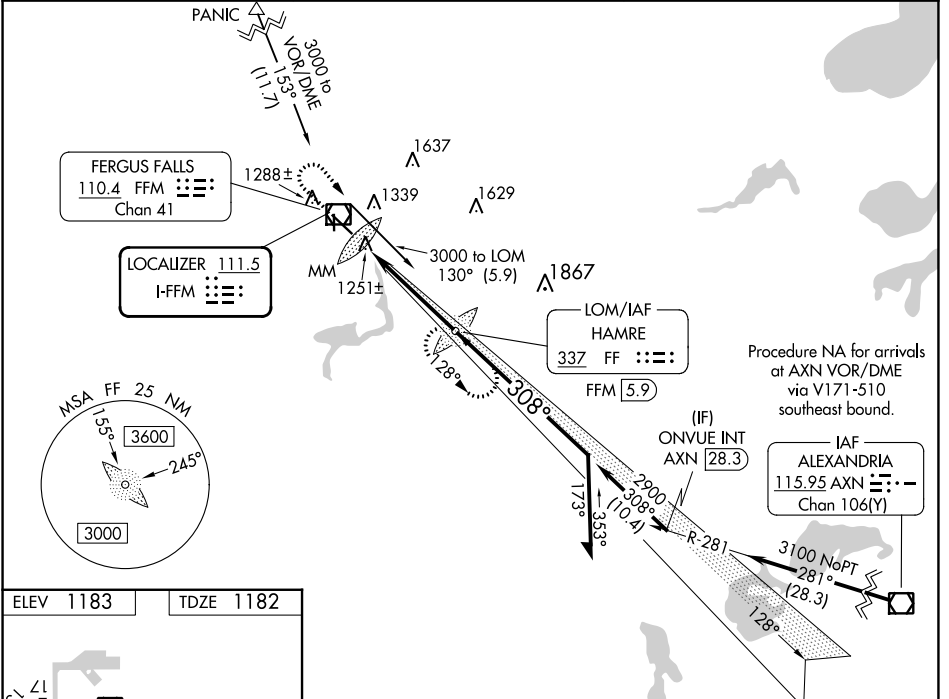 PANIC
3000 to
VOR/DME
153°
(11.7)
FERGUS FALLS
110.4 FFM
Chan 41
1288±
1637
1339
1629
LOCALIZER 111.5
I-FFM
MM
1251±
3000 to LOM
130° (5.9)
1867
LOM/IAF
HAMRE
337 FF
FFM 5.9
128°
308°
Procedure NA for arrivals
at AXN VOR/DME
via V171-510
southeast bound.
(IF)
ONVUE INT
AXN 28.3
IAF
ALEXANDRIA
115.95 AXN
Chan 106(Y)
MSA FF 25 NM
155°
3600
245°
3000
173°
353°
2900
308°
(10.4)
R-281
3100 NoPT
281°
(28.3)
128°
ELEV 1183
TDZE 1182
17